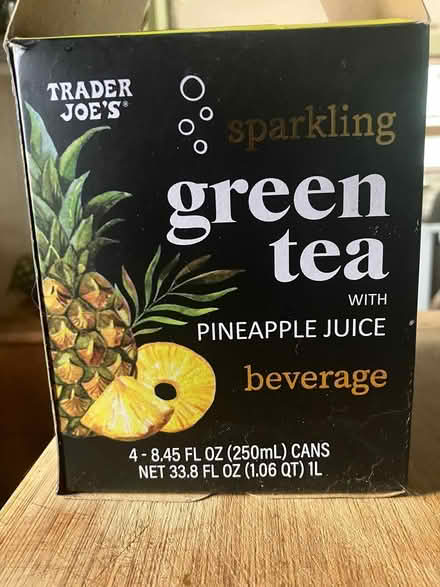 TRADER
JOE'S®
sparkling
green
tea
WITH
PINEAPPLE JUICE
beverage
4 - 8.45 FL OZ (250mL) CANS
NET 33.8 FL OZ (1.06 QT) 1L